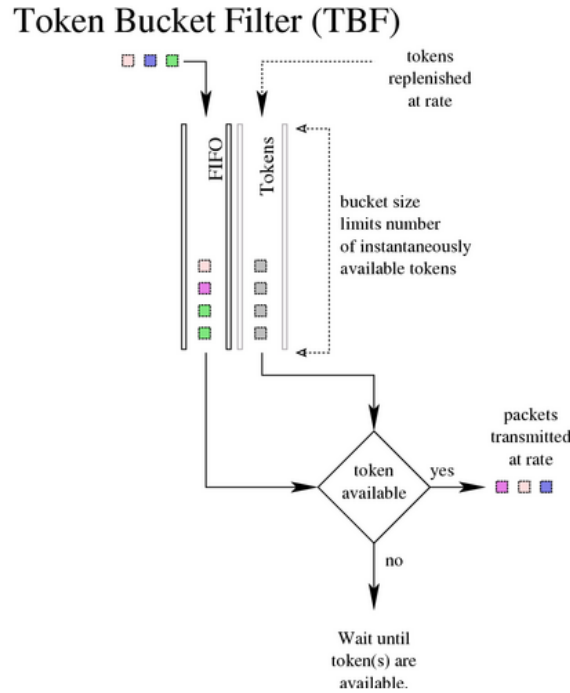 Token Bucket Filter (TBF)
tokens
replenished
at rate
FIFO
Tokens
bucket size
limits number
of instantaneously
available tokens
packets
transmitted
at rate
token
available
yes
no
Wait until
token(s) are
available.